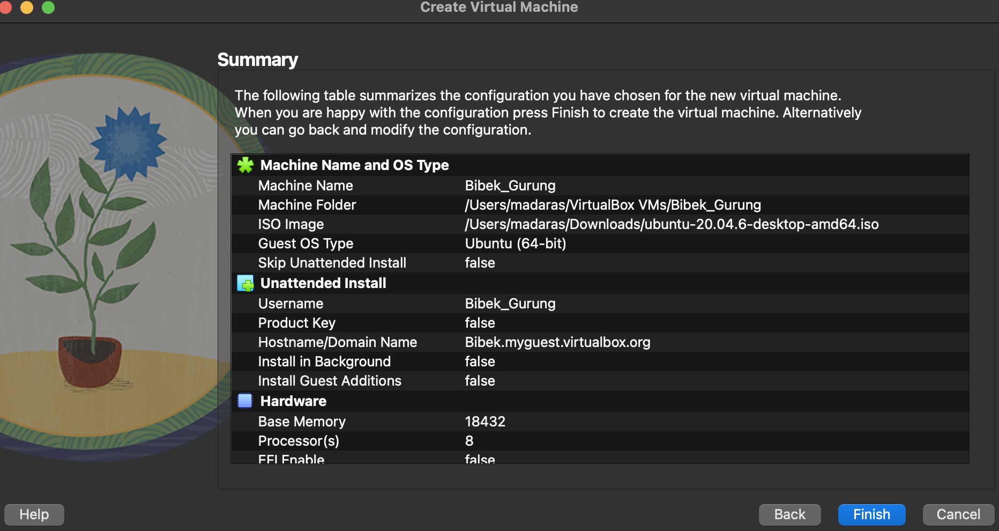 Create Virtual Machine
Summary
The following table summarizes the configuration you have chosen for the new virtual machine.
When you are happy with the configuration press Finish to create the virtual machine. Alternatively
you can go back and modify the configuration.
Machine Name and OS Type
Machine Name Bibek_Gurung
Machine Folder /Users/madaras/VirtualBox VMs/Bibek_Gurung
ISO Image /Users/madaras/Downloads/ubuntu-20.04.6-desktop-amd64.iso
Guest OS Type Ubuntu (64-bit)
Skip Unattended Install false
Unattended Install
Username Bibek_Gurung
Product Key false
Hostname/Domain Name Bibek.myguest.virtualbox.org
Install in Background false
Install Guest Additions false
Hardware
Base Memory 18432
Processor(s) 8
EFI Enable false
Help Back Finish Cancel